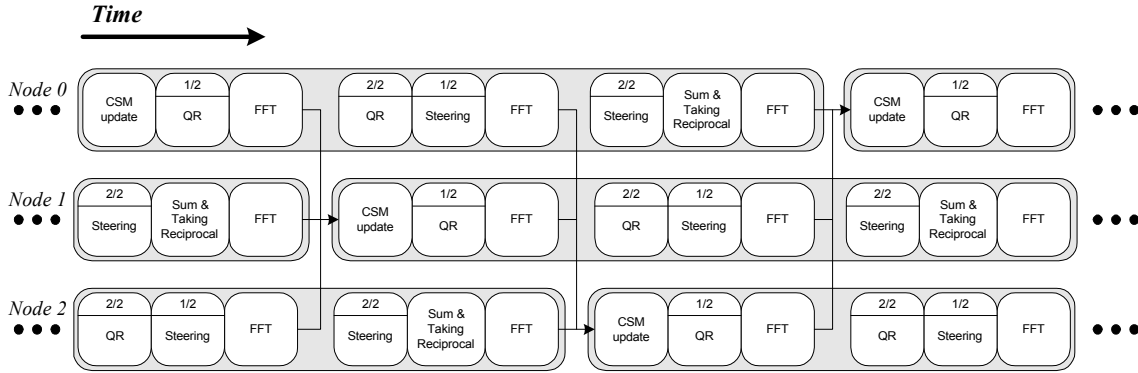 Time
Node 0
CSM
update
1/2
QR
FFT
2/2
QR
1/2
Steering
FFT
2/2
Steering
Sum &
Taking
Reciprocal
FFT
CSM
update
1/2
QR
FFT
Node 1
2/2
Steering
Sum &
Taking
Reciprocal
FFT
CSM
update
1/2
QR
FFT
2/2
QR
1/2
Steering
FFT
2/2
Steering
Sum &
Taking
Reciprocal
FFT
Node 2
2/2
QR
1/2
Steering
FFT
2/2
Steering
Sum &
Taking
Reciprocal
FFT
CSM
update
1/2
QR
FFT
2/2
QR
1/2
Steering
FFT